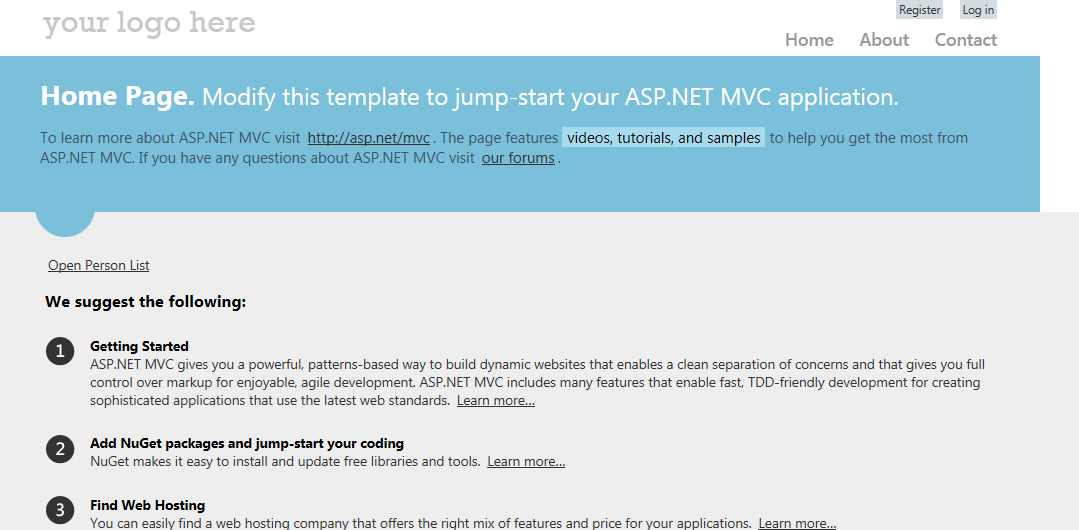 your logo here
Register Log in
Home About Contact
Home Page. Modify this template to jump-start your ASP.NET MVC application.
To learn more about ASP.NET MVC visit http://asp.net/mvc. The page features videos, tutorials, and samples to help you get the most from
ASP.NET MVC. If you have any questions about ASP.NET MVC visit our forums.
Open Person List
We suggest the following:
1 Getting Started
ASP.NET MVC gives you a powerful, patterns-based way to build dynamic websites that enables a clean separation of concerns and that gives you full
control over markup for enjoyable, agile development. ASP.NET MVC includes many features that enable fast, TDD-friendly development for creating
sophisticated applications that use the latest web standards. Learn more...
2 Add NuGet packages and jump-start your coding
NuGet makes it easy to install and update free libraries and tools. Learn more...
3 Find Web Hosting
You can easily find a web hosting company that offers the right mix of features and price for your applications. Learn more...